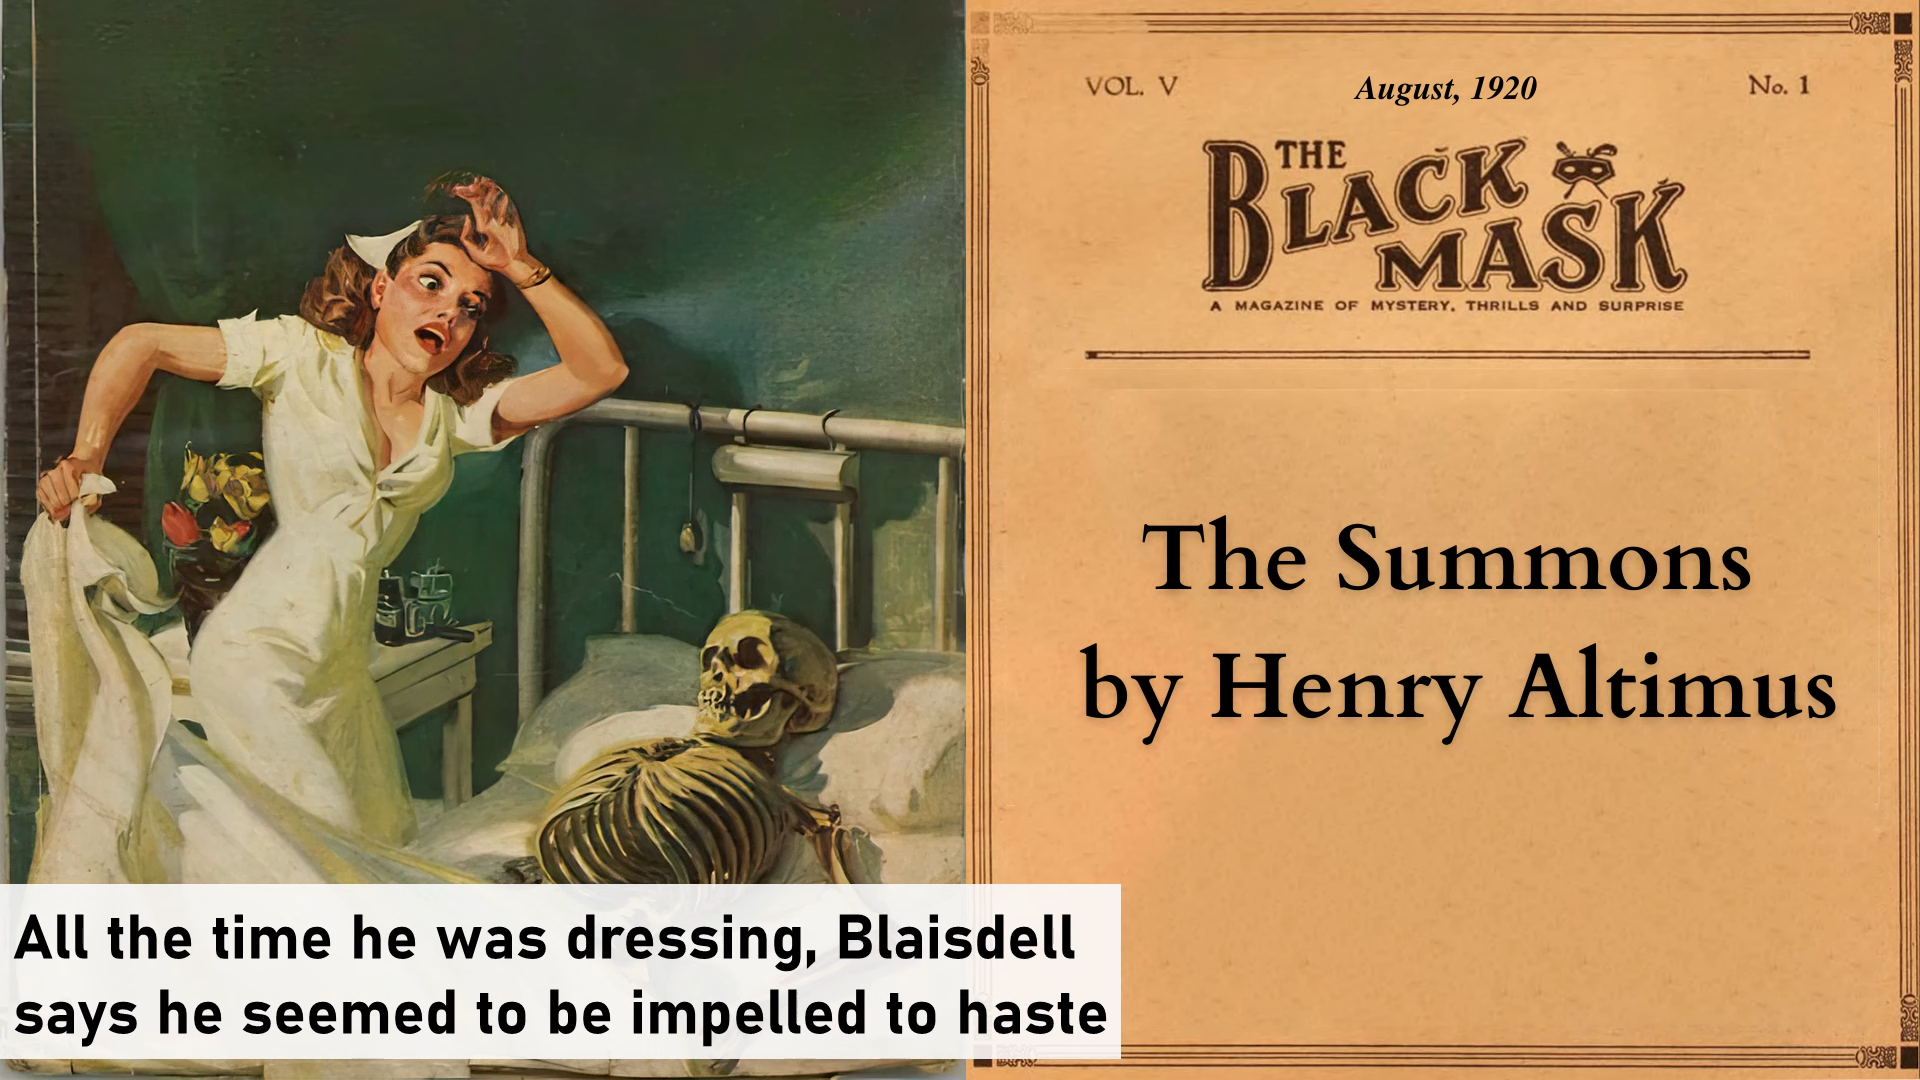 VOL. V
August, 1920
No. 1
THE
BLACK
MASK
A MAGAZINE OF MYSTERY, THRILLS AND SURPRISE
The Summons
by Henry Altimus
All the time he was dressing, Blaisdell
says he seemed to be impelled to haste